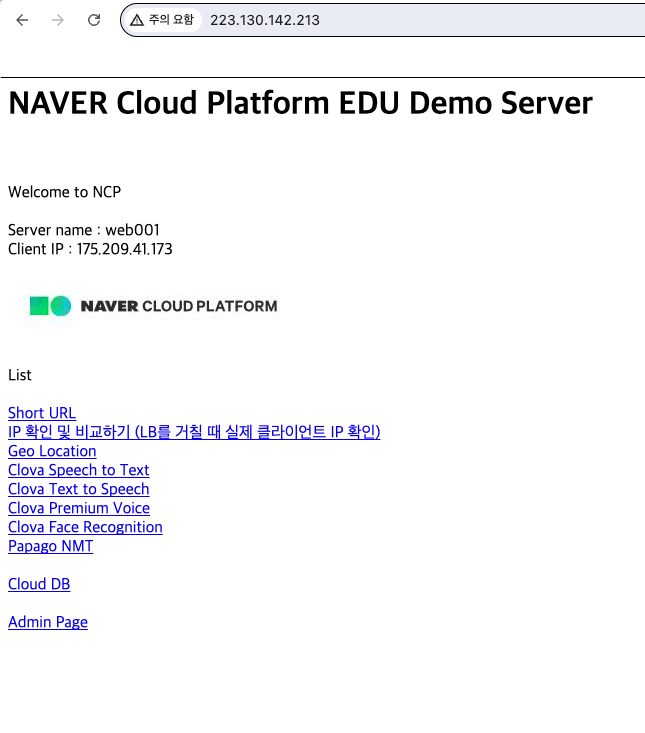 주의 요함 223.130.142.213
NAVER Cloud Platform EDU Demo Server
Welcome to NCP
Server name : web001
Client IP : 175.209.41.173
NAVER CLOUD PLATFORM
List
Short URL
IP 확인 및 비교하기 (LB를 거칠 때 실제 클라이언트 IP 확인)
Geo Location
Clova Speech to Text
Clova Text to Speech
Clova Premium Voice
Clova Face Recognition
Papago NMT
Cloud DB
Admin Page